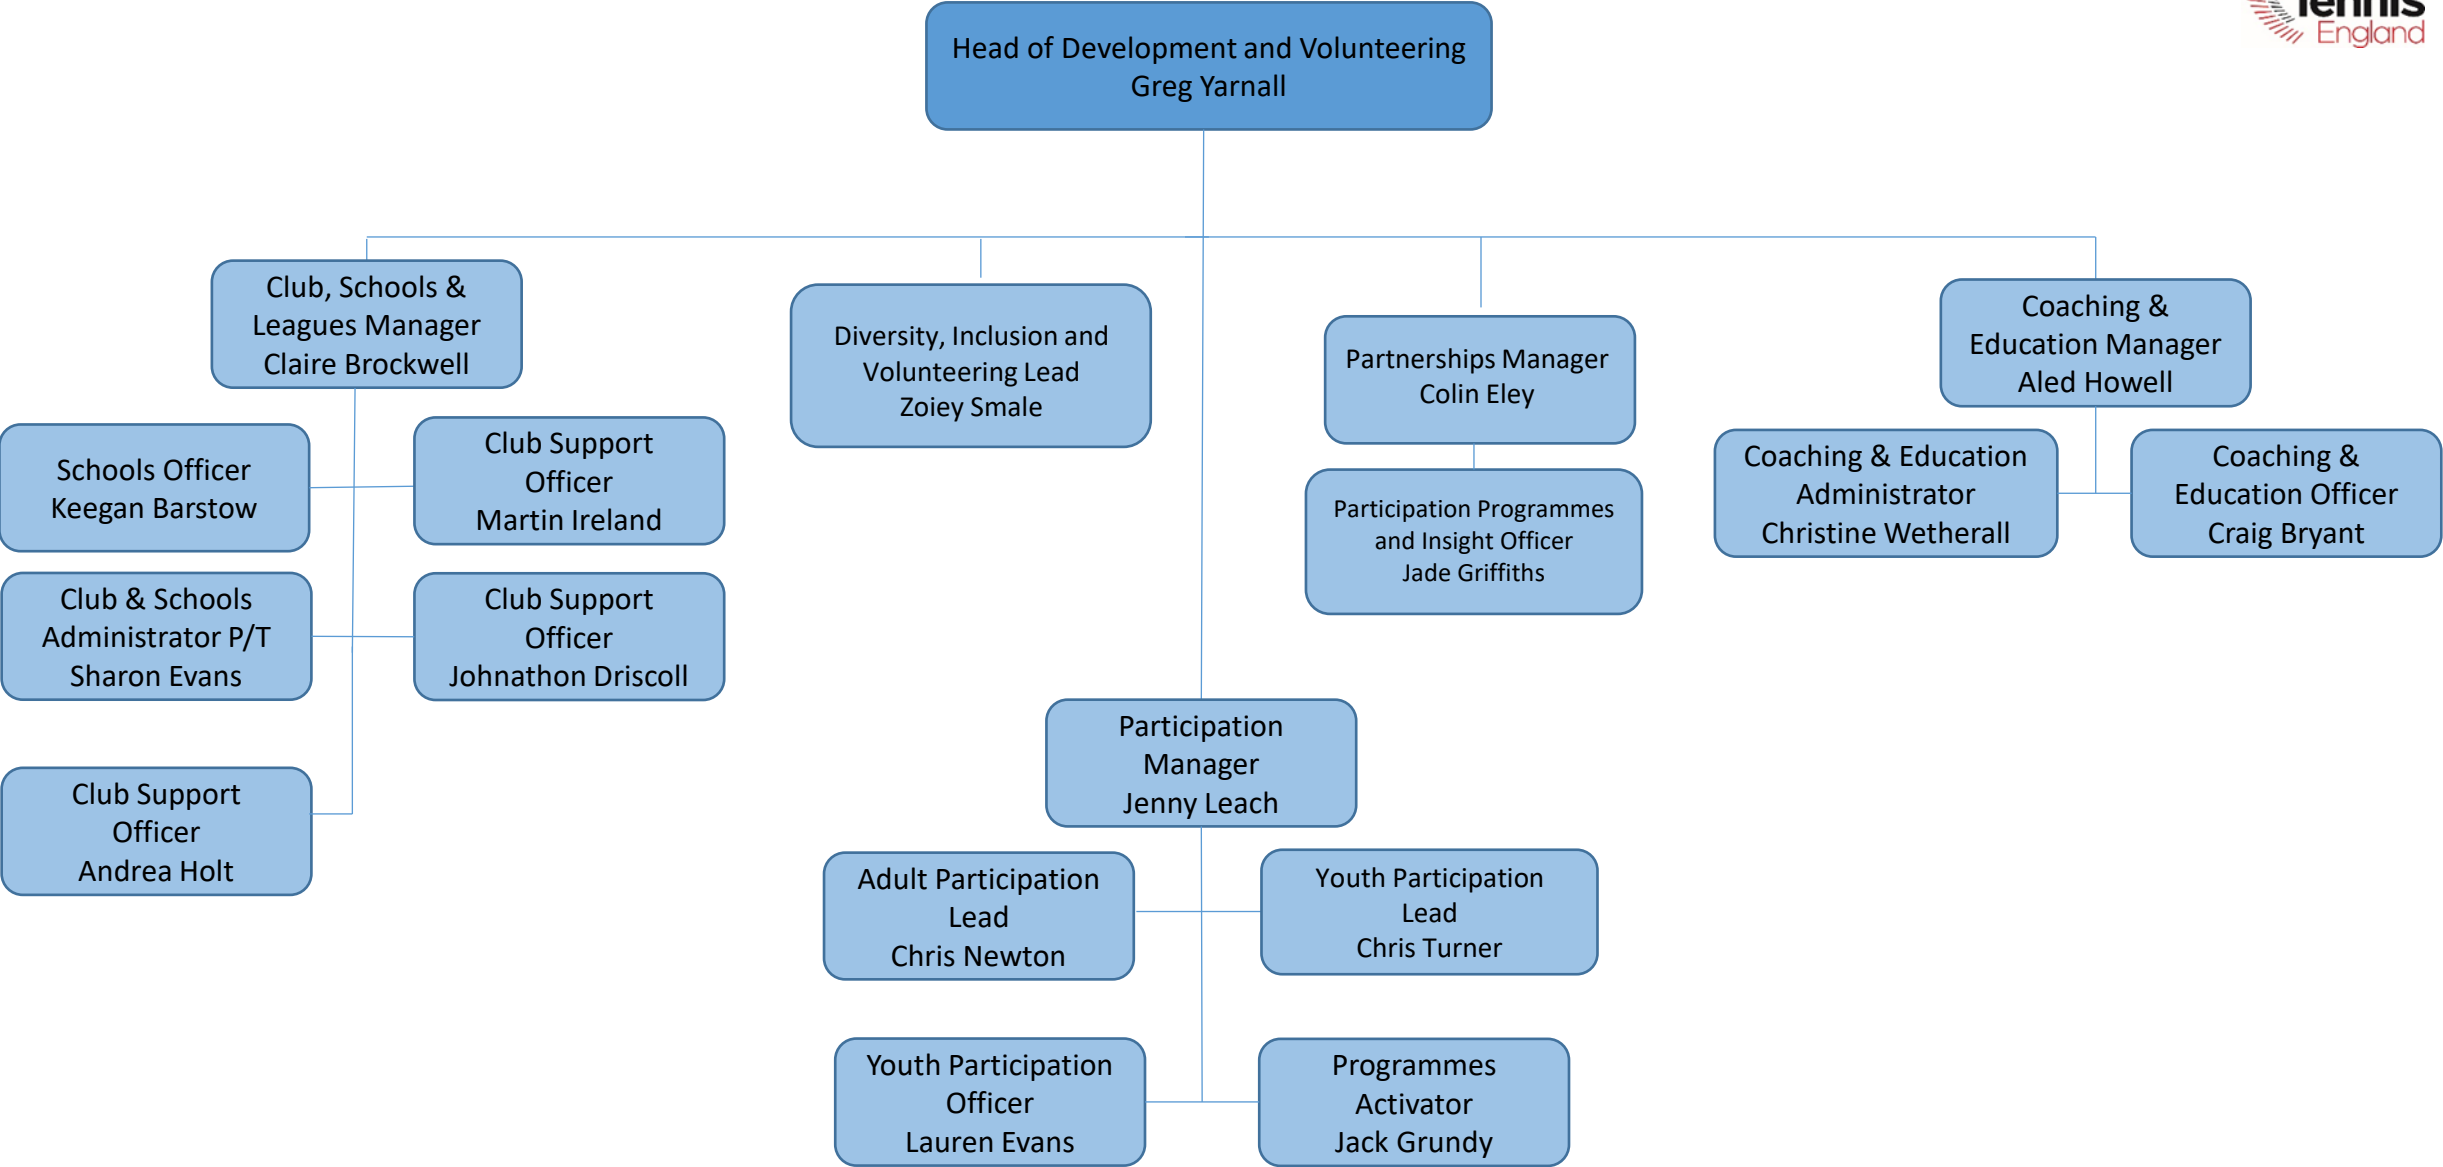 Tennis
England
Head of Development and Volunteering
Greg Yarnall
Club, Schools &
Leagues Manager
Claire Brockwell
Diversity, Inclusion and
Volunteering Lead
Zoiey Smale
Partnerships Manager
Colin Eley
Coaching &
Education Manager
Aled Howell
Schools Officer
Keegan Barstow
Club Support
Officer
Martin Ireland
Participation Programmes
and Insight Officer
Jade Griffiths
Coaching & Education
Administrator
Christine Wetherall
Coaching &
Education Officer
Craig Bryant
Club & Schools
Administrator P/T
Sharon Evans
Club Support
Officer
Johnathon Driscoll
Participation
Manager
Jenny Leach
Club Support
Officer
Andrea Holt
Adult Participation
Lead
Chris Newton
Youth Participation
Lead
Chris Turner
Youth Participation
Officer
Lauren Evans
Programmes
Activator
Jack Grundy